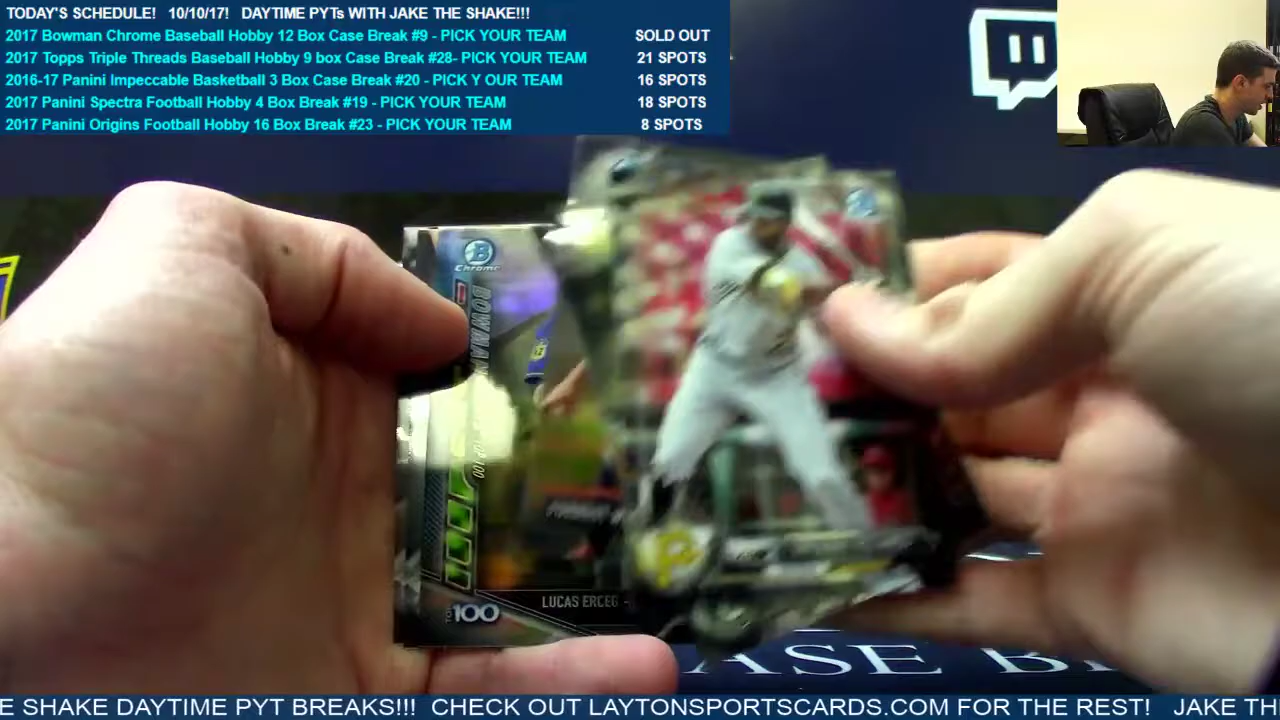 TODAY'S SCHEDULE! 10/10/17! DAYTIME PYTs WITH JAKE THE SHAKE!!!
2017 Bowman Chrome Baseball Hobby 12 Box Case Break #9 - PICK YOUR TEAM SOLD OUT
2017 Topps Triple Threads Baseball Hobby 9 box Case Break #28- PICK YOUR TEAM 21 SPOTS
2016-17 Panini Impeccable Basketball 3 Box Case Break #20 - PICK Y OUR TEAM 16 SPOTS
2017 Panini Spectra Football Hobby 4 Box Break #19 - PICK YOUR TEAM 18 SPOTS
2017 Panini Origins Football Hobby 16 Box Break #23 - PICK YOUR TEAM 8 SPOTS
B
Chrome
BOWMAN
100
LUCAS ERCEG -
ASE B
E SHAKE DAYTIME PYT BREAKS!!! CHECK OUT LAYTONSPORTSCARDS.COM FOR THE REST! JAKE TH